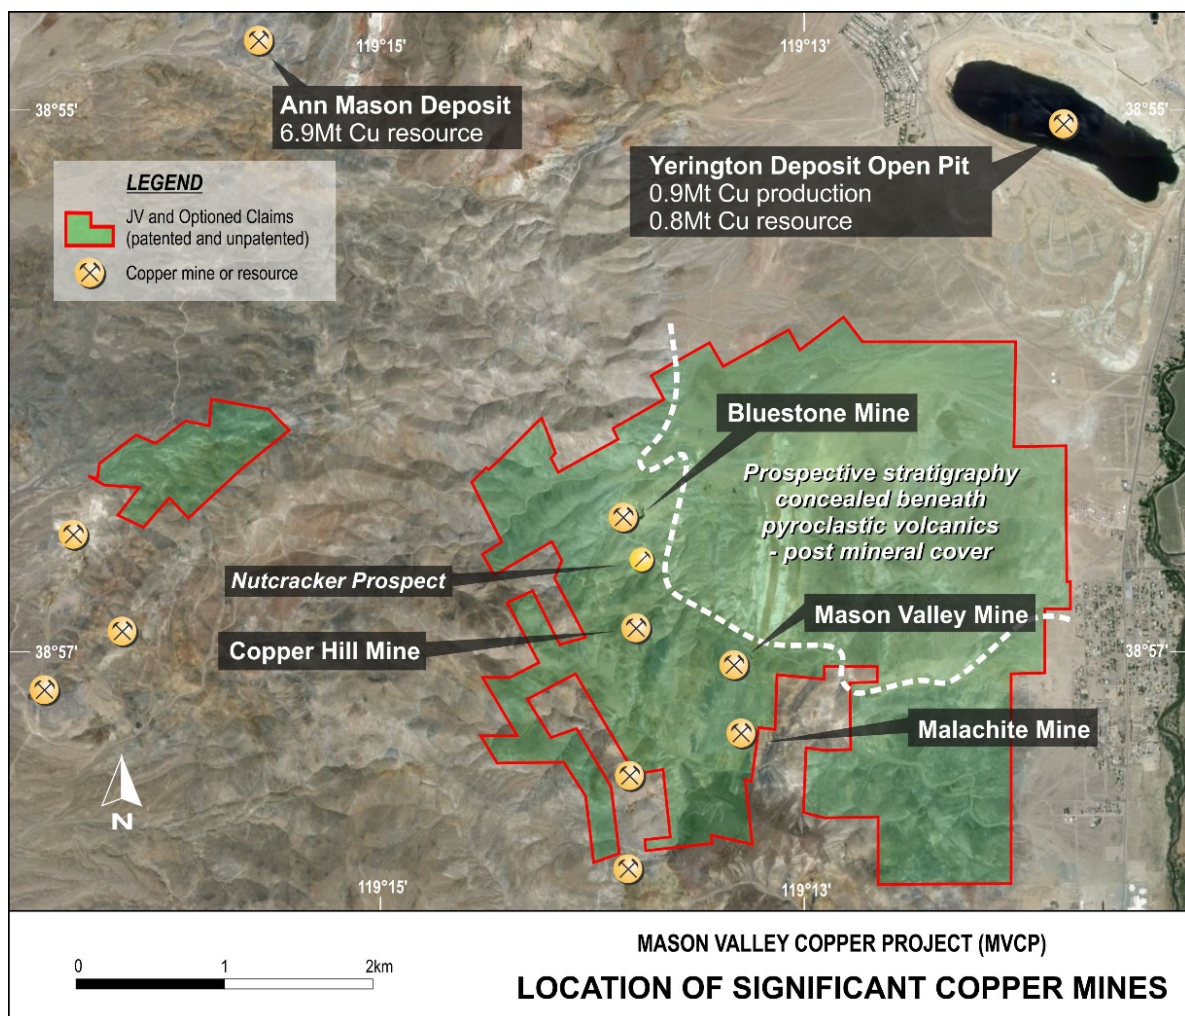 119°15'
119°13'
38°55'
38°55'
Ann Mason Deposit
6.9Mt Cu resource
Yerington Deposit Open Pit
0.9Mt Cu production
0.8Mt Cu resource
LEGEND
JV and Optioned Claims
(patented and unpatented)
Copper mine or resource
Bluestone Mine
Prospective stratigraphy
concealed beneath
pyroclastic volcanics
- post mineral cover
Nutcracker Prospect
Mason Valley Mine
Copper Hill Mine
38°57'
38°57'
Malachite Mine
N
119°15'
119°13'
MASON VALLEY COPPER PROJECT (MVCP)
0 1 2km
LOCATION OF SIGNIFICANT COPPER MINES